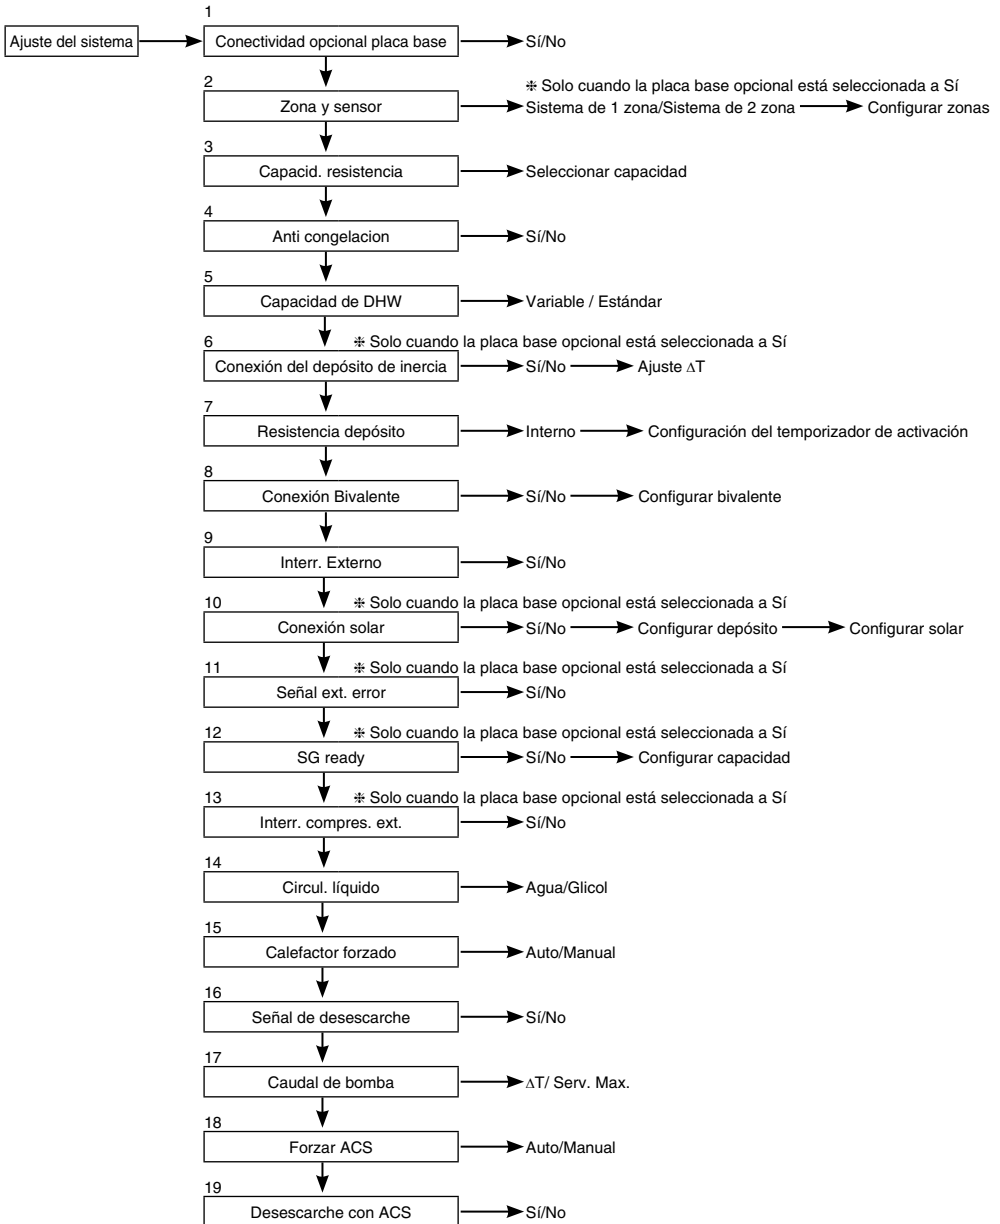 1
Ajuste del sistema
Conectividad opcional placa base
Sí/No
2
⁜ Solo cuando la placa base opcional está seleccionada a Sí
Zona y sensor
Sistema de 1 zona/Sistema de 2 zona
Configurar zonas
3
Capacid. resistencia
Seleccionar capacidad
4
Anti congelacion
Sí/No
5
Capacidad de DHW
Variable / Estándar
6
⁜ Solo cuando la placa base opcional está seleccionada a Sí
Conexión del depósito de inercia
Sí/No
Ajuste ∆T
7
Resistencia depósito
Interno
Configuración del temporizador de activación
8
Conexión Bivalente
Sí/No
Configurar bivalente
9
Interr. Externo
Sí/No
10
⁜ Solo cuando la placa base opcional está seleccionada a Sí
Conexión solar
Sí/No
Configurar depósito
Configurar solar
11
⁜ Solo cuando la placa base opcional está seleccionada a Sí
Señal ext. error
Sí/No
12
⁜ Solo cuando la placa base opcional está seleccionada a Sí
SG ready
Sí/No
Configurar capacidad
13
⁜ Solo cuando la placa base opcional está seleccionada a Sí
Interr. compres. ext.
Sí/No
14
Circul. líquido
Agua/Glicol
15
Calefactor forzado
Auto/Manual
16
Señal de desescarche
Sí/No
17
Caudal de bomba
∆T/ Serv. Max.
18
Forzar ACS
Auto/Manual
19
Desescarche con ACS
Sí/No